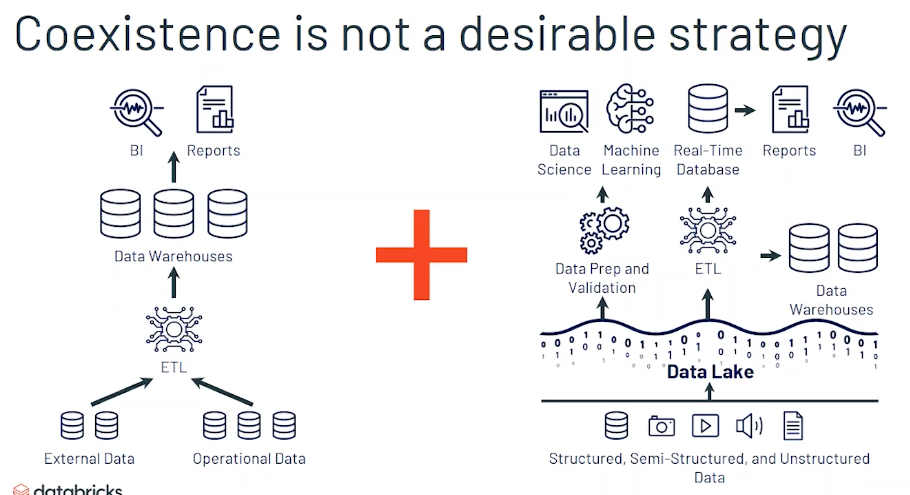 Coexistence is not a desirable strategy
BI
Reports
Data Warehouses
ETL
External Data
Operational Data
Data
Science
Machine
Learning
Real-Time
Database
Reports
BI
Data Prep and
Validation
ETL
Data
Warehouses
Data Lake
Structured, Semi-Structured, and Unstructured
Data
databricks